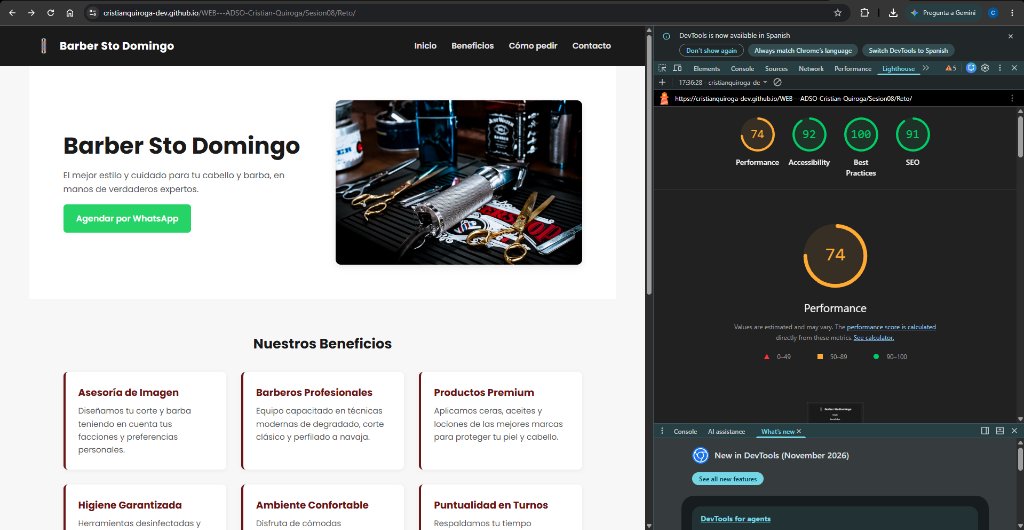 cristianquiroga-dev.github.io/WEB---ADSO-Cristian-Quiroga/Sesion08/Reto/
Pregunta a Gemini
C
Barber Sto Domingo
Inicio
Beneficios
Cómo pedir
Contacto
Barber Sto Domingo
El mejor estilo y cuidado para tu cabello y barba, en
manos de verdaderos expertos.
Agendar por WhatsApp
Nuestros Beneficios
Asesoría de Imagen
Diseñamos tu corte y barba
teniendo en cuenta tus
facciones y preferencias
personales.
Barberos Profesionales
Equipo capacitado en técnicas
modernas de degradado, corte
clásico y perfilado a navaja.
Productos Premium
Aplicamos ceras, aceites y
lociones de las mejores marcas
para proteger tu piel y cabello.
Higiene Garantizada
Herramientas desinfectadas y
Ambiente Confortable
Disfruta de cómodas
Puntualidad en Turnos
Respaldamos tu tiempo
DevTools is now available in Spanish
Don't show again
Always match Chrome's language
Switch DevTools to Spanish
Elements
Console
Sources
Network
Performance
Lighthouse
5
17:36:28 - cristianquiroga-de
https://cristianquiroga-dev.github.io/WEB---ADSO-Cristian-Quiroga/Sesion08/Reto/
74
92
100
91
Performance
Accessibility
Best
Practices
SEO
74
Performance
Values are estimated and may vary. The performance score is calculated
directly from these metrics. See calculator.
0–49
50–89
90–100
Console
AI assistance
What's new
New in DevTools (November 2026)
See all new features
DevTools for agents